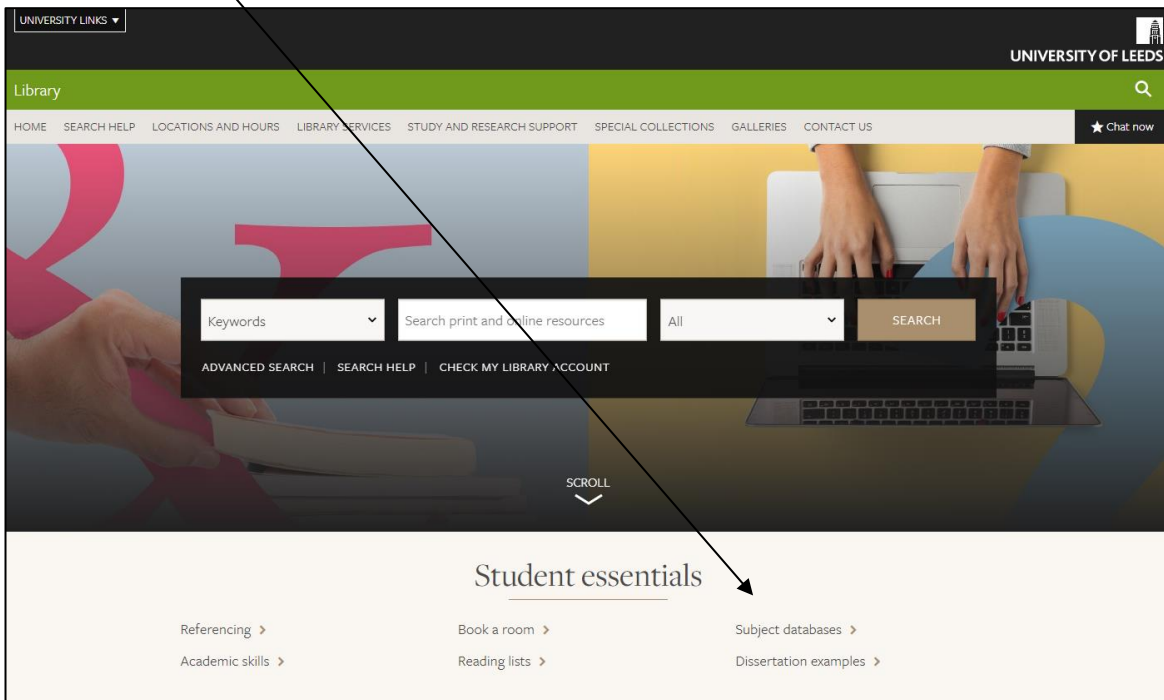 UNIVERSITY LINKS ▼
UNIVERSITY OF LEEDS
Library
HOME SEARCH HELP LOCATIONS AND HOURS LIBRARY SERVICES STUDY AND RESEARCH SUPPORT SPECIAL COLLECTIONS GALLERIES CONTACT US ★ Chat now
Keywords Search print and online resources All SEARCH
ADVANCED SEARCH | SEARCH HELP | CHECK MY LIBRARY ACCOUNT
SCROLL
Student essentials
Referencing > Book a room > Subject databases >
Academic skills > Reading lists > Dissertation examples >